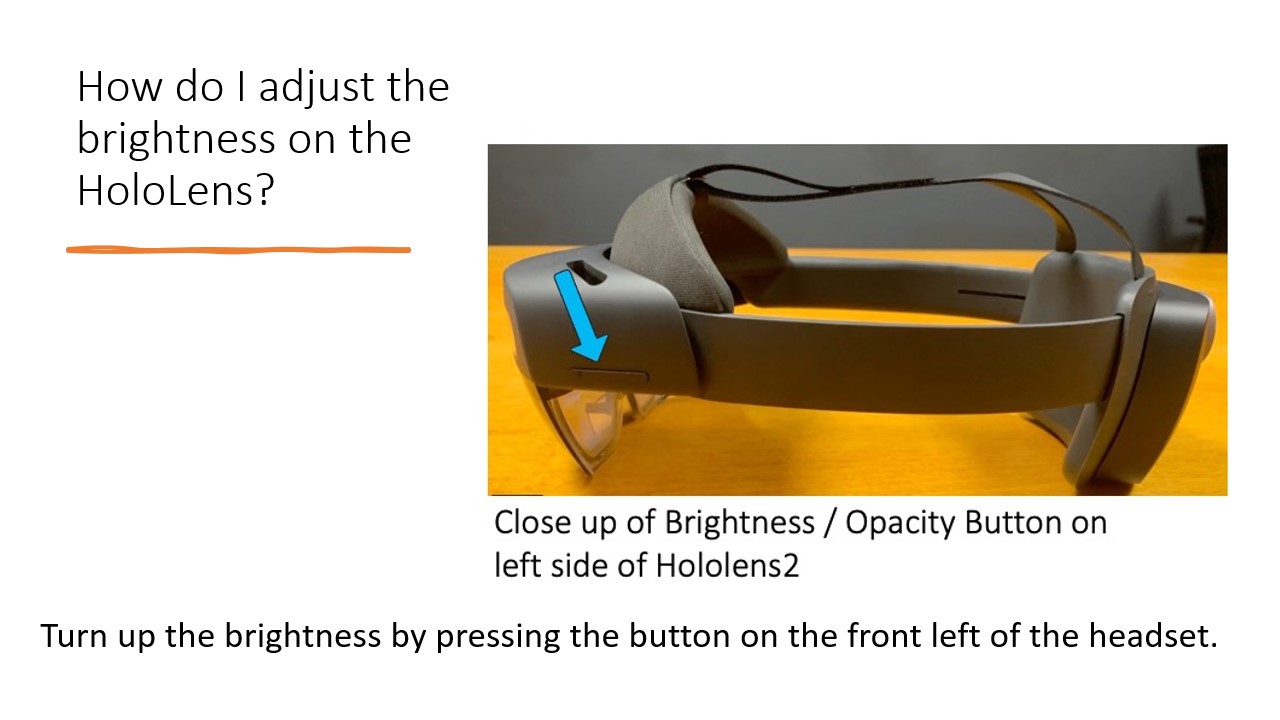 How do I adjust the
brightness on the
HoloLens?
Close up of Brightness / Opacity Button on
left side of Hololens2
Turn up the brightness by pressing the button on the front left of the headset.